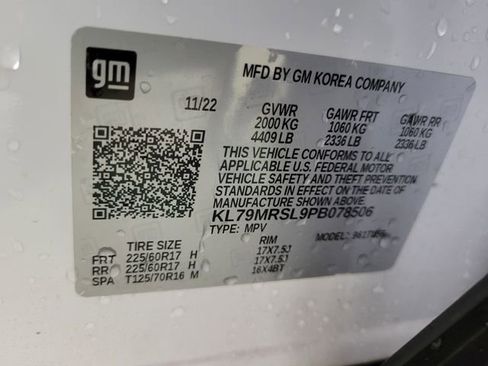 gm
MFD BY GM KOREA COMPANY
11/22 GVWR GAWR FRT GAWR RR
2000 KG 1060 KG 1060 KG
4409 LB 2336 LB 2336 LB
THIS VEHICLE CONFORMS TO ALL
APPLICABLE U.S. FEDERAL MOTOR
VEHICLE SAFETY AND THEFT PREVENTION
STANDARDS IN EFFECT ON THE DATE OF
MANUFACTURE SHOWN ABOVE.
KL79MRSL9PB078506
TYPE: MPV MODEL:
TIRE SIZE RIM
FRT 225/60R17 H 17X7.5J
RR 225/60R17 H 17X7.5J
SPA T125/70R16 M 16X4BT